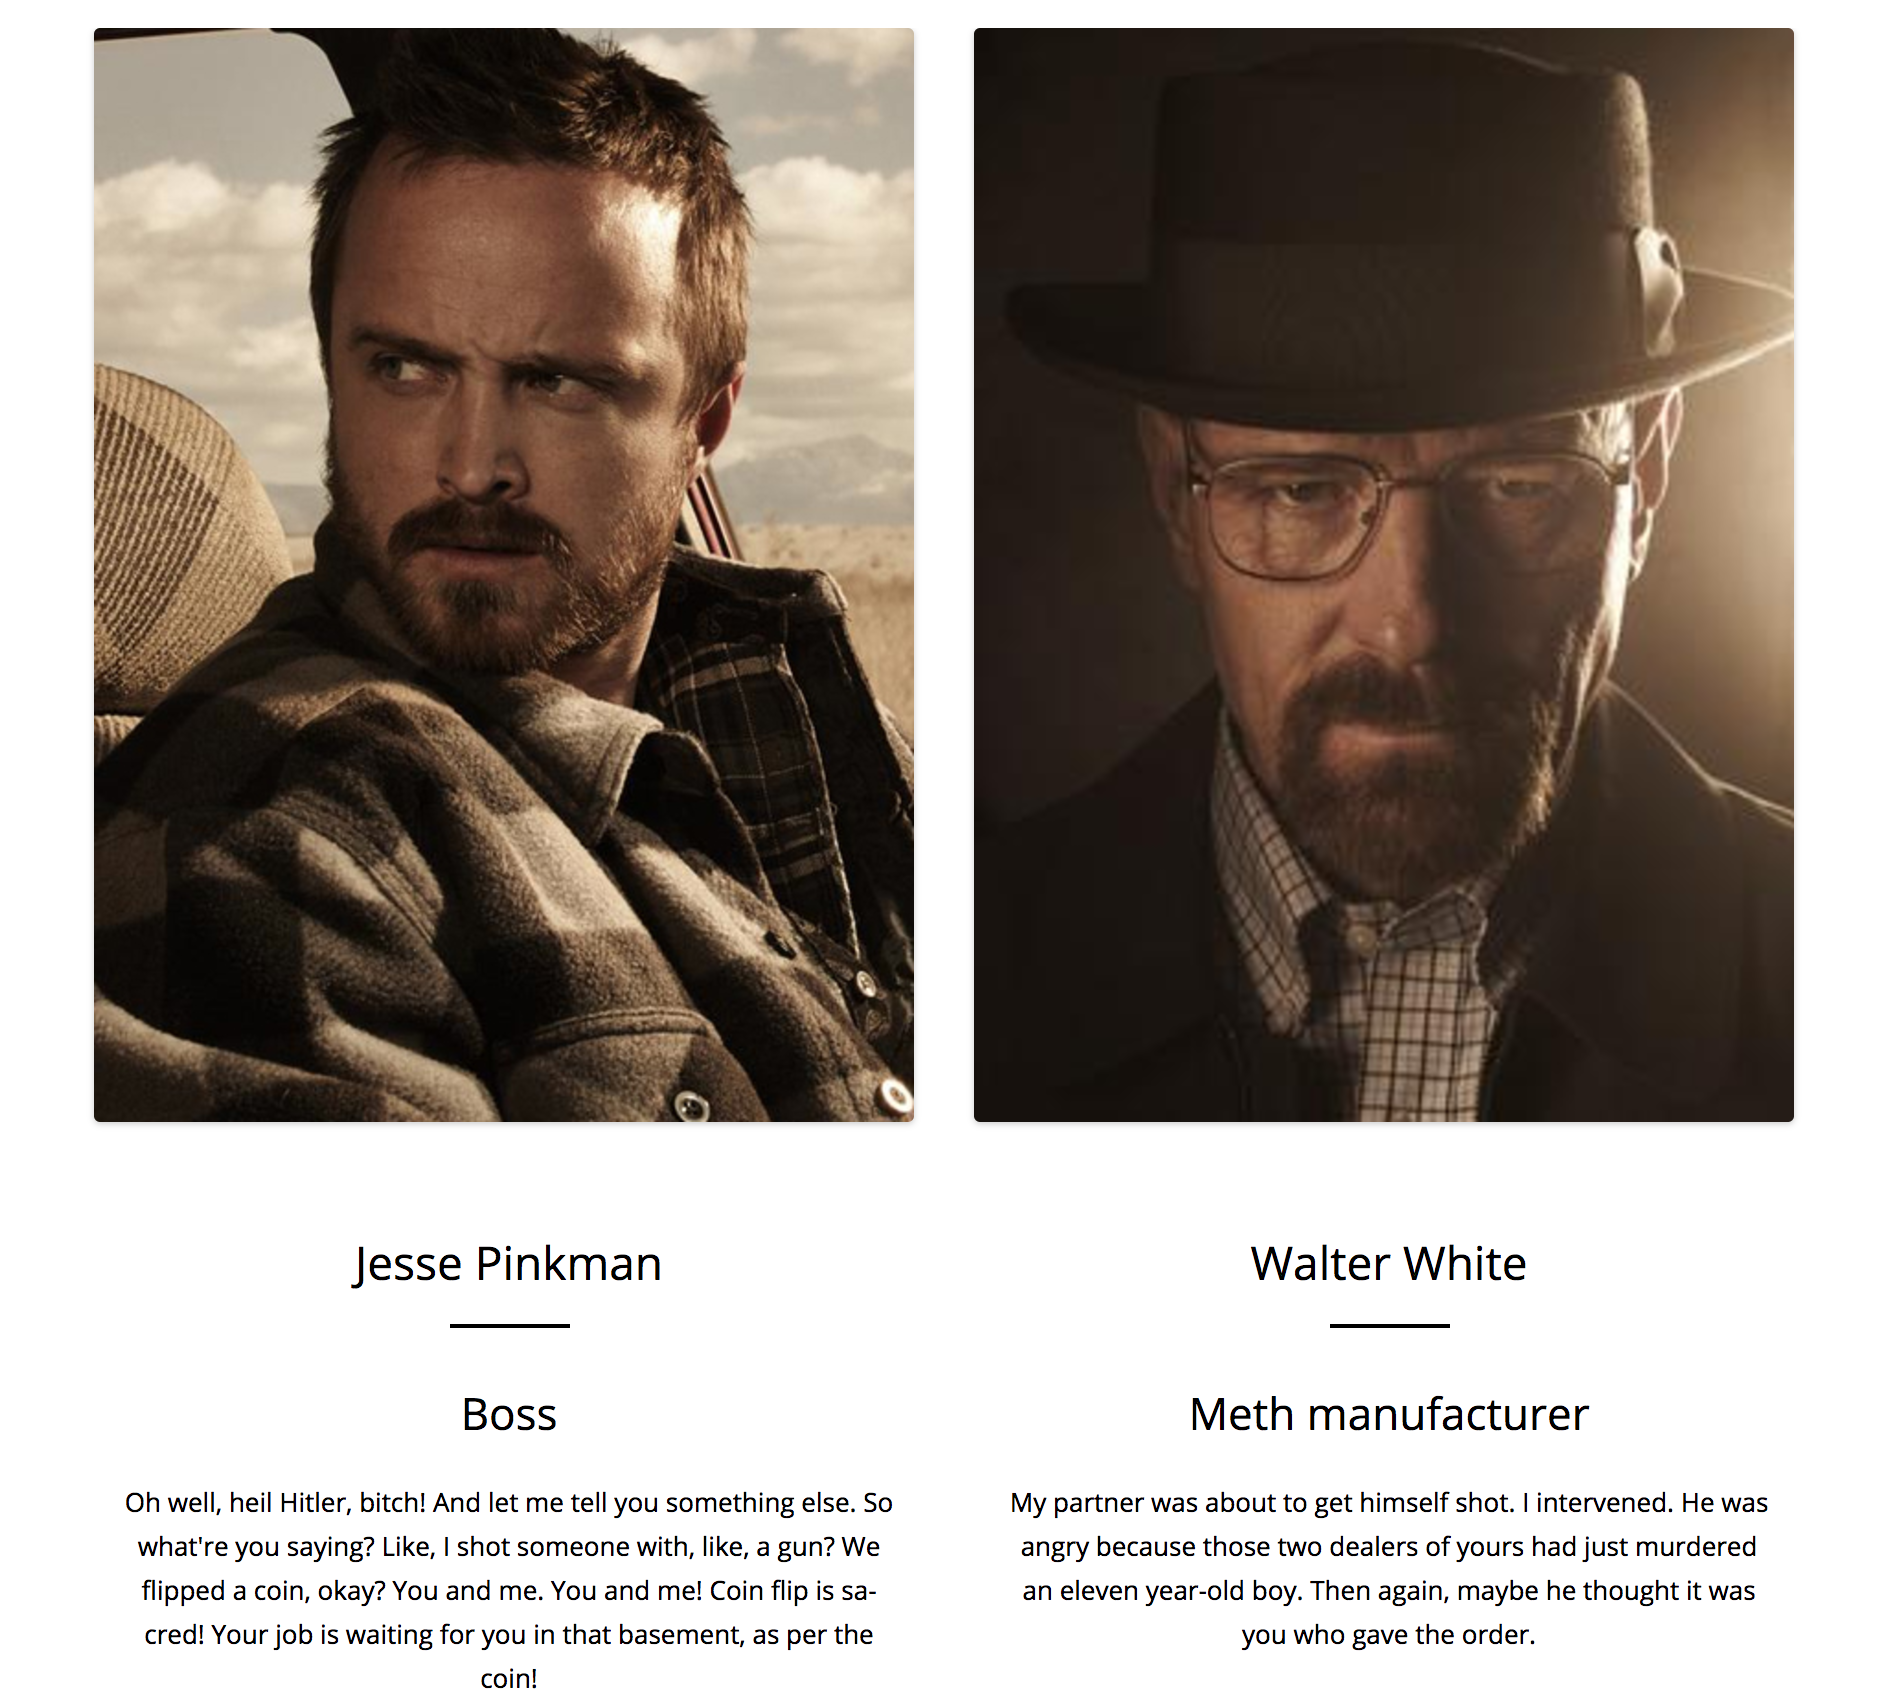 Jesse Pinkman
Boss
Oh well, heil Hitler, bitch! And let me tell you something else. So
what're you saying? Like, I shot someone with, like, a gun? We
flipped a coin, okay? You and me. You and me! Coin flip is sa-
cred! Your job is waiting for you in that basement, as per the
coin!
Walter White
Meth manufacturer
My partner was about to get himself shot. I intervened. He was
angry because those two dealers of yours had just murdered
an eleven year-old boy. Then again, maybe he thought it was
you who gave the order.